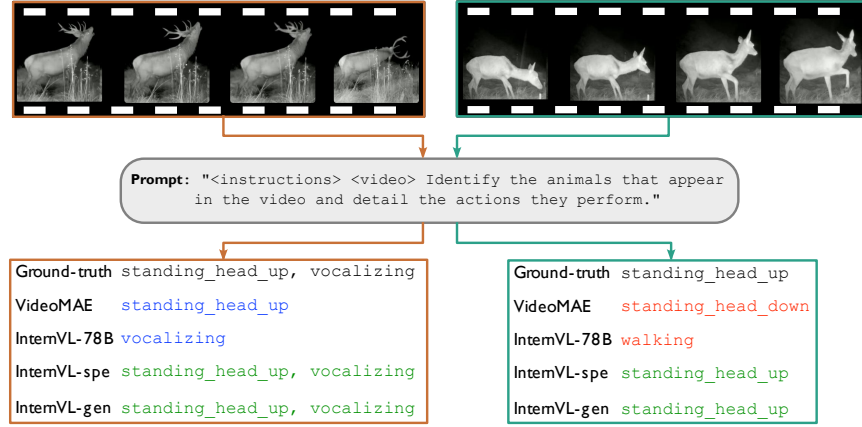 Prompt: "<instructions> <video> Identify the animals that appear
in the video and detail the actions they perform."
Ground-truth standing_head_up, vocalizing
VideoMAE standing_head_up
InternVL-78B vocalizing
InternVL-spe standing_head_up, vocalizing
InternVL-gen standing_head_up, vocalizing
Ground-truth standing_head_up
VideoMAE standing_head_down
InternVL-78B walking
InternVL-spe standing_head_up
InternVL-gen standing_head_up